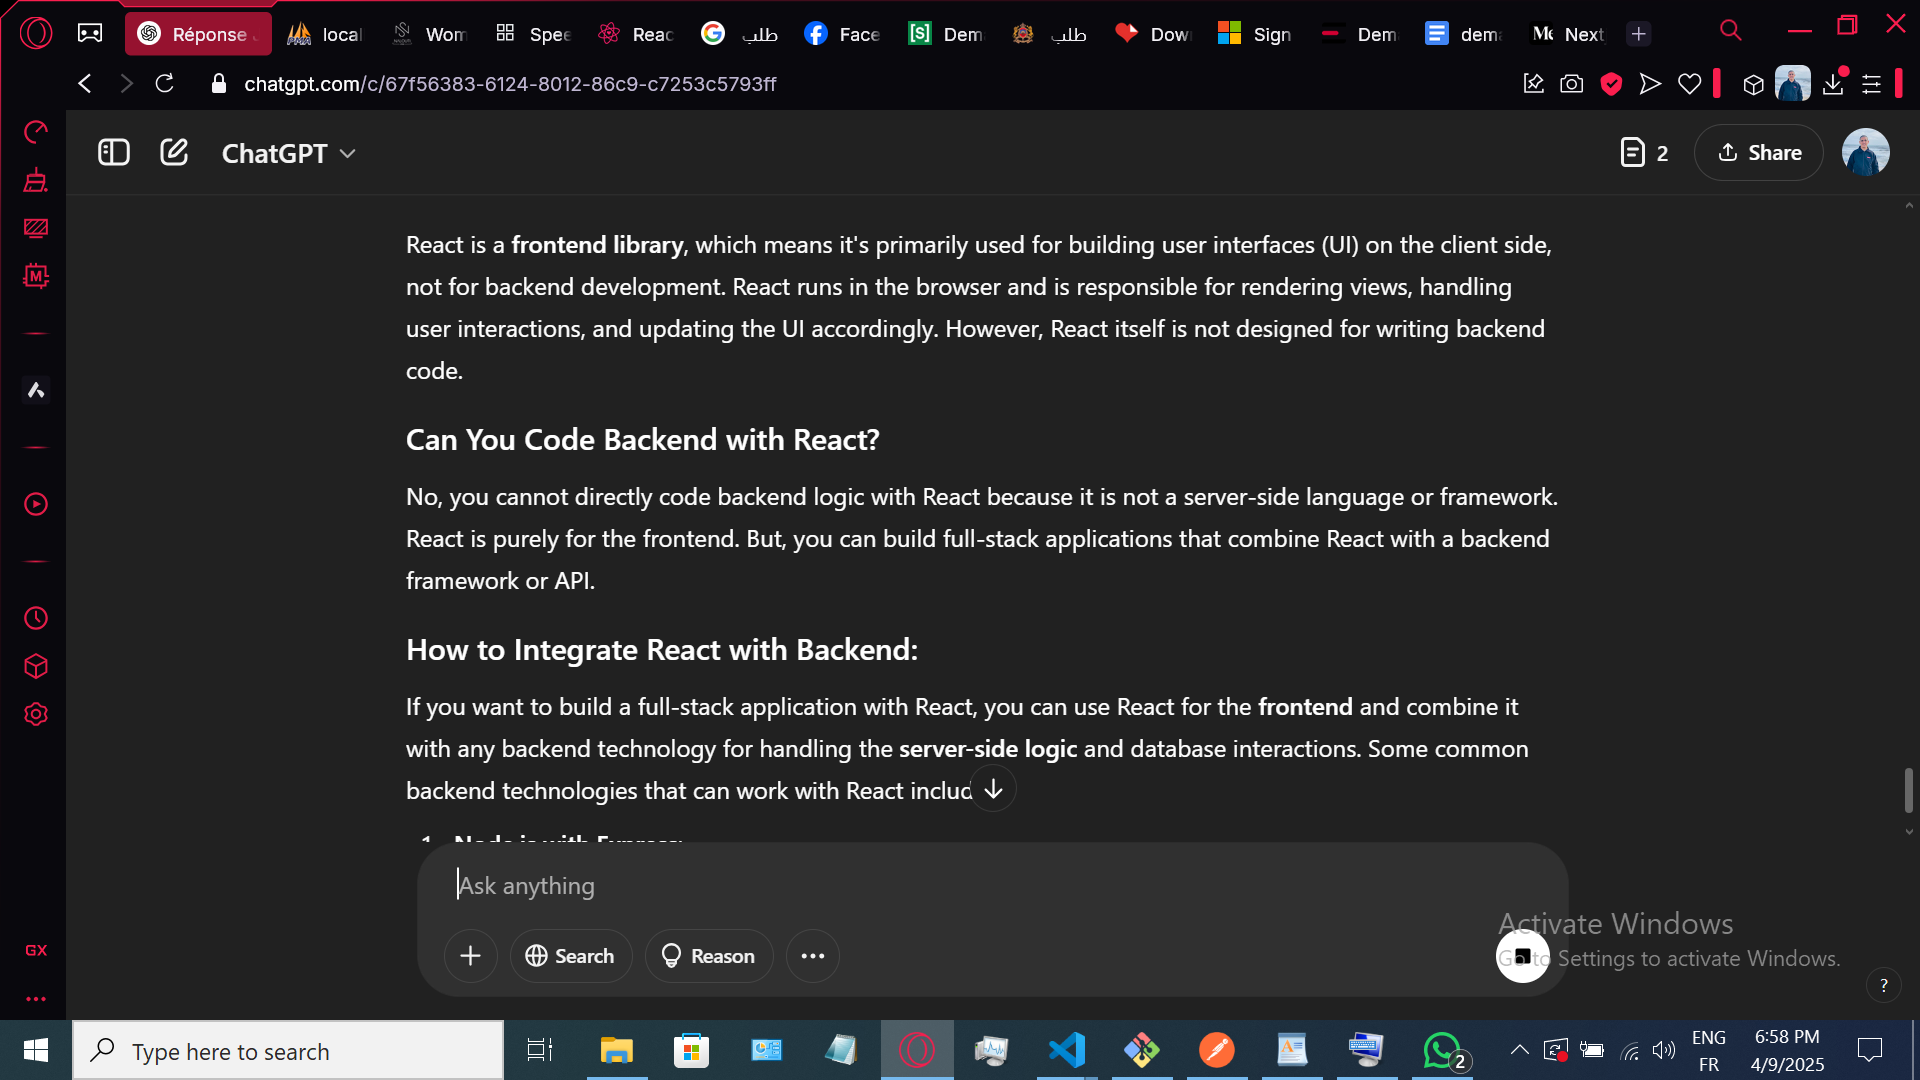 Réponse
local
Wom
Spee
Reac
طلب
Face
Dem
طلب
Dow
Sign
Dem
dema
Next
chatgpt.com/c/67f56383-6124-8012-86c9-c7253c5793ff
ChatGPT
2
Share
React is a frontend library, which means it's primarily used for building user interfaces (UI) on the client side,
not for backend development. React runs in the browser and is responsible for rendering views, handling
user interactions, and updating the UI accordingly. However, React itself is not designed for writing backend
code.
Can You Code Backend with React?
No, you cannot directly code backend logic with React because it is not a server-side language or framework.
React is purely for the frontend. But, you can build full-stack applications that combine React with a backend
framework or API.
How to Integrate React with Backend:
If you want to build a full-stack application with React, you can use React for the frontend and combine it
with any backend technology for handling the server-side logic and database interactions. Some common
backend technologies that can work with React includ
1. Node.js with Express:
Ask anything
Search
Reason
Activate Windows
Go to Settings to activate Windows.
?
GX
Type here to search
2
ENG
FR
6:58 PM
4/9/2025